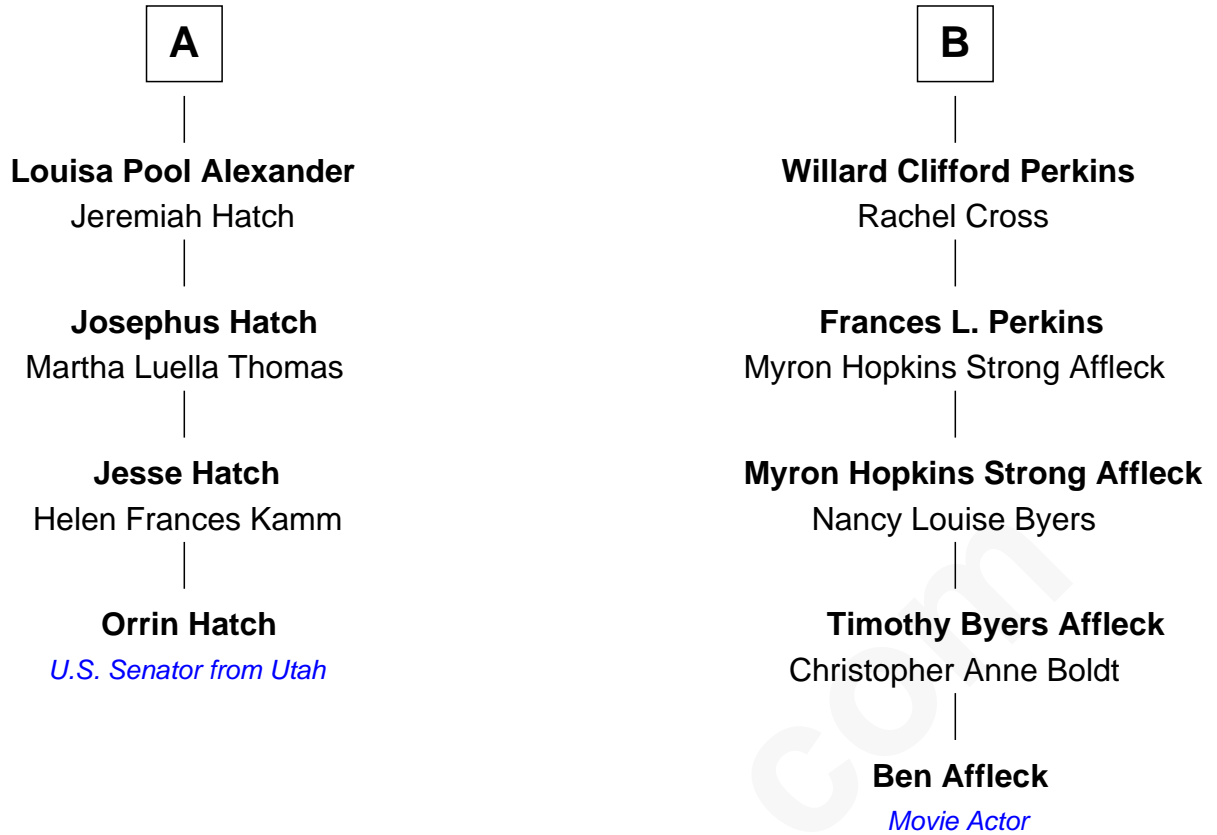 A
Louisa Pool Alexander
Jeremiah Hatch
Josephus Hatch
Martha Luella Thomas
Jesse Hatch
Helen Frances Kamm
Orrin Hatch
U.S. Senator from Utah
B
Willard Clifford Perkins
Rachel Cross
Frances L. Perkins
Myron Hopkins Strong Affleck
Myron Hopkins Strong Affleck
Nancy Louise Byers
Timothy Byers Affleck
Christopher Anne Boldt
Ben Affleck
Movie Actor
com